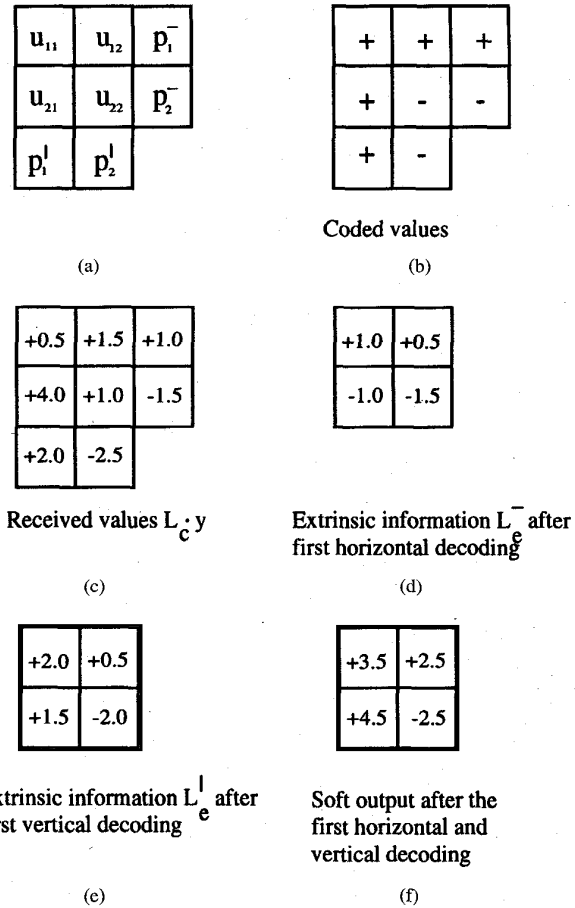 u₁₁ u₁₂ p₁⁻
u₂₁ u₂₂ p₂⁻
p₁| p₂|
(a)
+ + +
+ - -
+ -
Coded values
(b)
+0.5 +1.5 +1.0
+4.0 +1.0 -1.5
+2.0 -2.5
Received values L_c · y
(c)
+1.0 +0.5
-1.0 -1.5
Extrinsic information L_e⁻ after
first horizontal decoding
(d)
+2.0 +0.5
+1.5 -2.0
xtrinsic information L_e| after
rst vertical decoding
(e)
+3.5 +2.5
+4.5 -2.5
Soft output after the
first horizontal and
vertical decoding
(f)